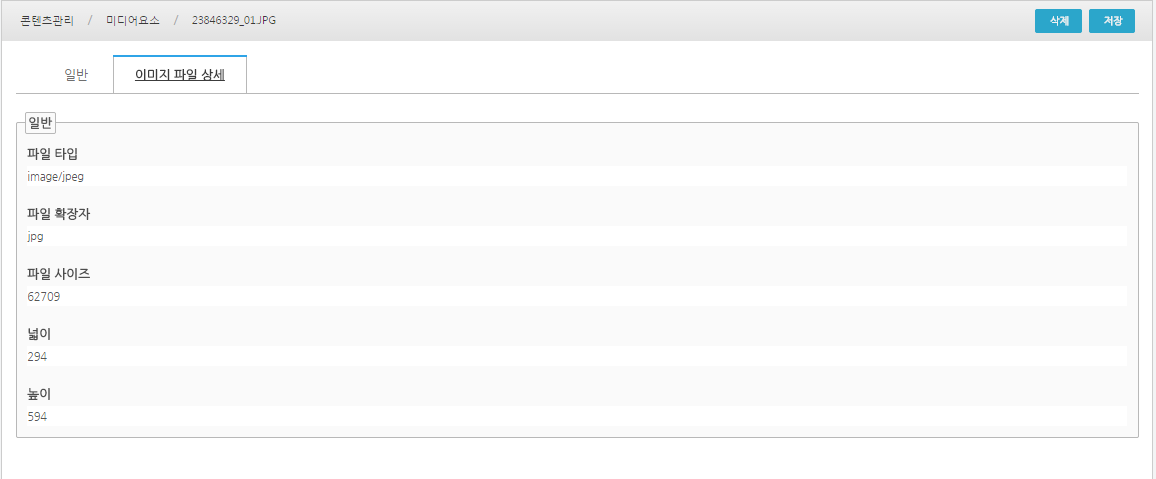 콘텐츠관리 / 미디어요소 / 23846329_01.JPG 삭제 저장
일반 이미지 파일 상세
일반
파일 타입
image/jpeg
파일 확장자
jpg
파일 사이즈
62709
넓이
294
높이
594